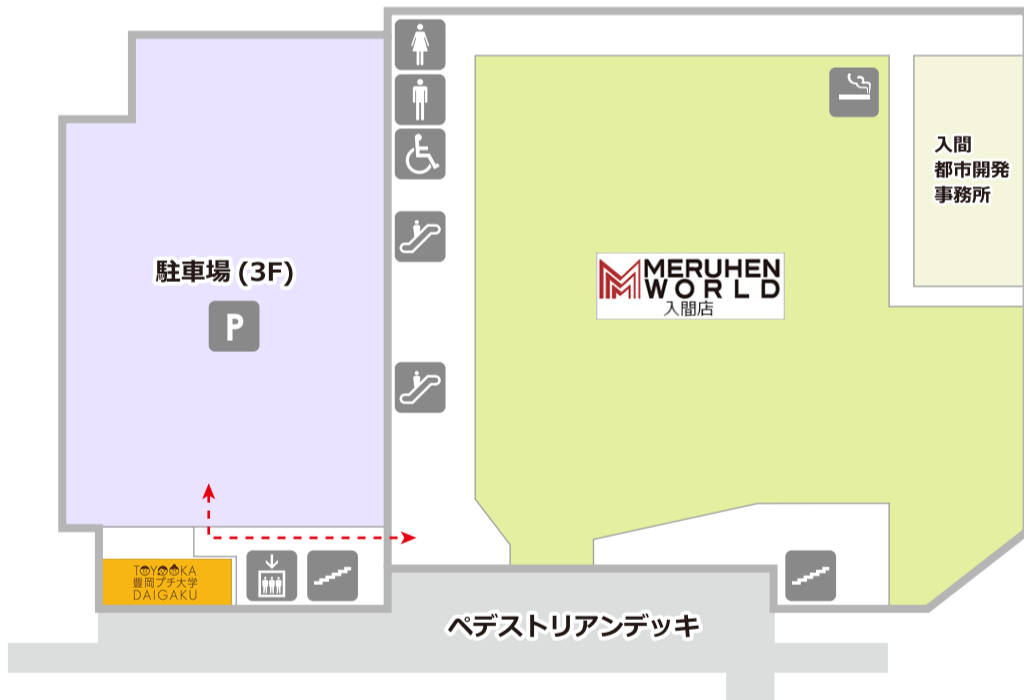 入間
都市開発
事務所
駐車場 (3F)
P
MERUHEN
WORLD
入間店
TOYOOKA
豊岡プチ大学
DAIGAKU
ペデストリアンデッキ